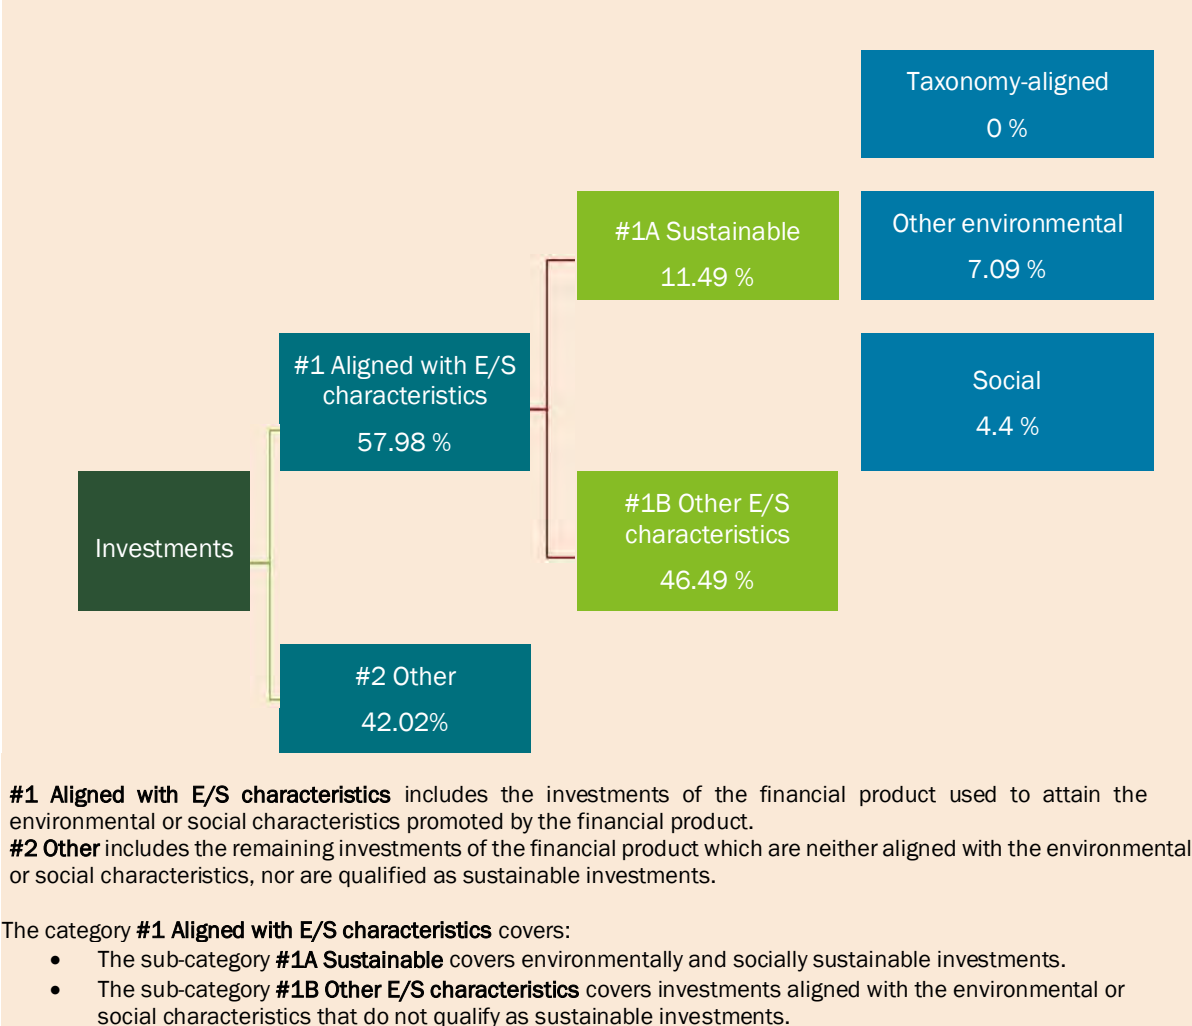 Taxonomy-aligned
0 %
#1A Sustainable
11.49 %
Other environmental
7.09 %
#1 Aligned with E/S
characteristics
57.98 %
Social
4.4 %
Investments
#1B Other E/S
characteristics
46.49 %
#2 Other
42.02%
#1 Aligned with E/S characteristics includes the investments of the financial product used to attain the
environmental or social characteristics promoted by the financial product.
#2 Other includes the remaining investments of the financial product which are neither aligned with the environmental
or social characteristics, nor are qualified as sustainable investments.
The category #1 Aligned with E/S characteristics covers:
• The sub-category #1A Sustainable covers environmentally and socially sustainable investments.
• The sub-category #1B Other E/S characteristics covers investments aligned with the environmental or
social characteristics that do not qualify as sustainable investments.